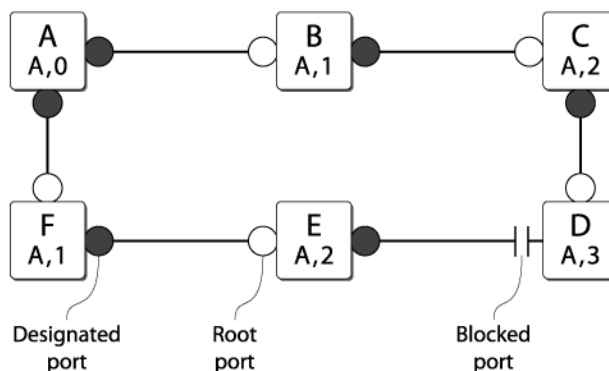 A
A,0
B
A,1
C
A,2
F
A,1
E
A,2
D
A,3
Designated
port
Root
port
Blocked
port